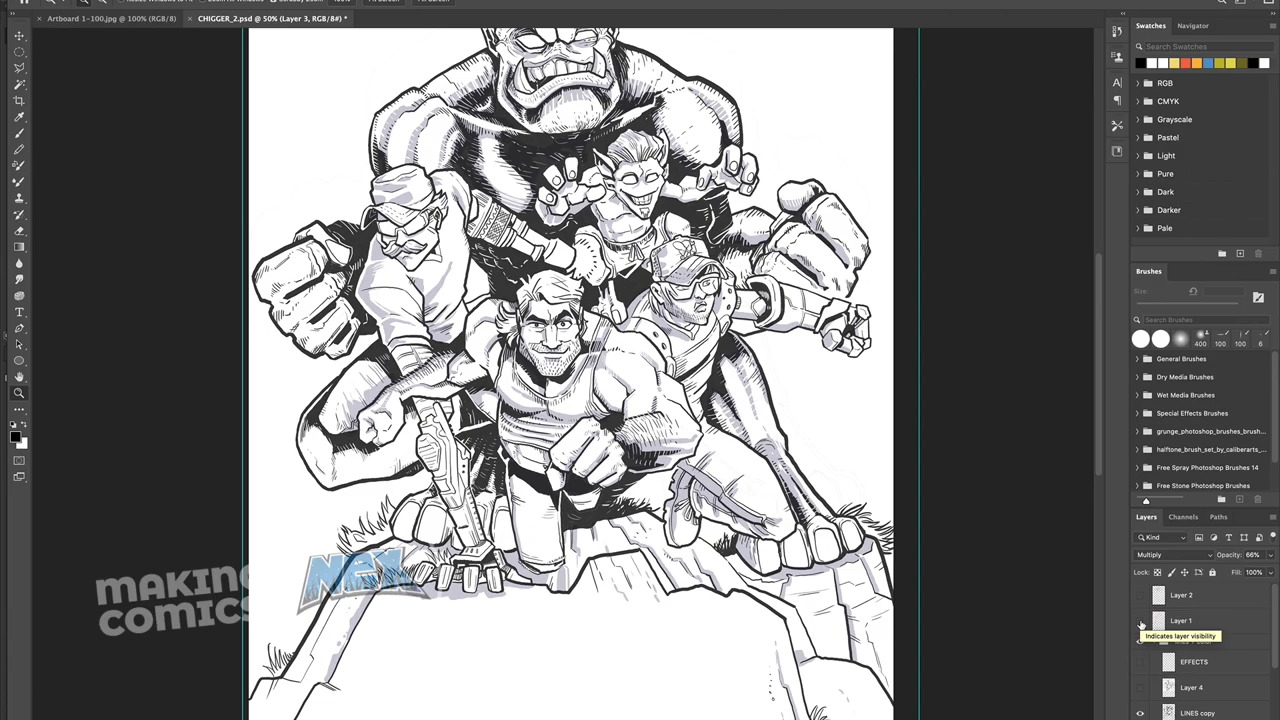 Artboard 1-100.jpg @ 100% (RGB/8)
CHIGGER_2.psd @ 50% (Layer 3, RGB/8#) *
Swatches
Navigator
Search Swatches
RGB
CMYK
Grayscale
Pastel
Light
Pure
Dark
Darker
Pale
Brushes
Size:
Search Brushes
400
100
100
6
General Brushes
Dry Media Brushes
Wet Media Brushes
Special Effects Brushes
grunge_photoshop_brushes_brush...
halftone_brush_set_by_caliberarts_...
Free Spray Photoshop Brushes 14
Free Stone Photoshop Brushes
Layers
Channels
Paths
Kind
Multiply
Opacity: 66%
Lock:
Fill: 100%
Layer 2
Layer 1
Indicates layer visibility
EFFECTS
Layer 4
LINES copy
MAKING
COMICS
NEX